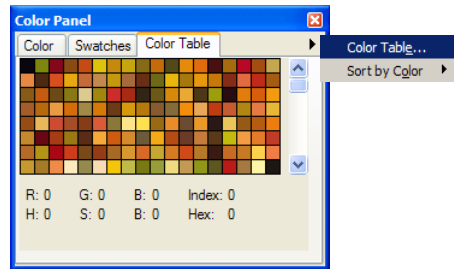 Color Panel
Color Swatches Color Table
Color Table...
Sort by Color
R: 0 G: 0 B: 0 Index: 0
H: 0 S: 0 B: 0 Hex: 0